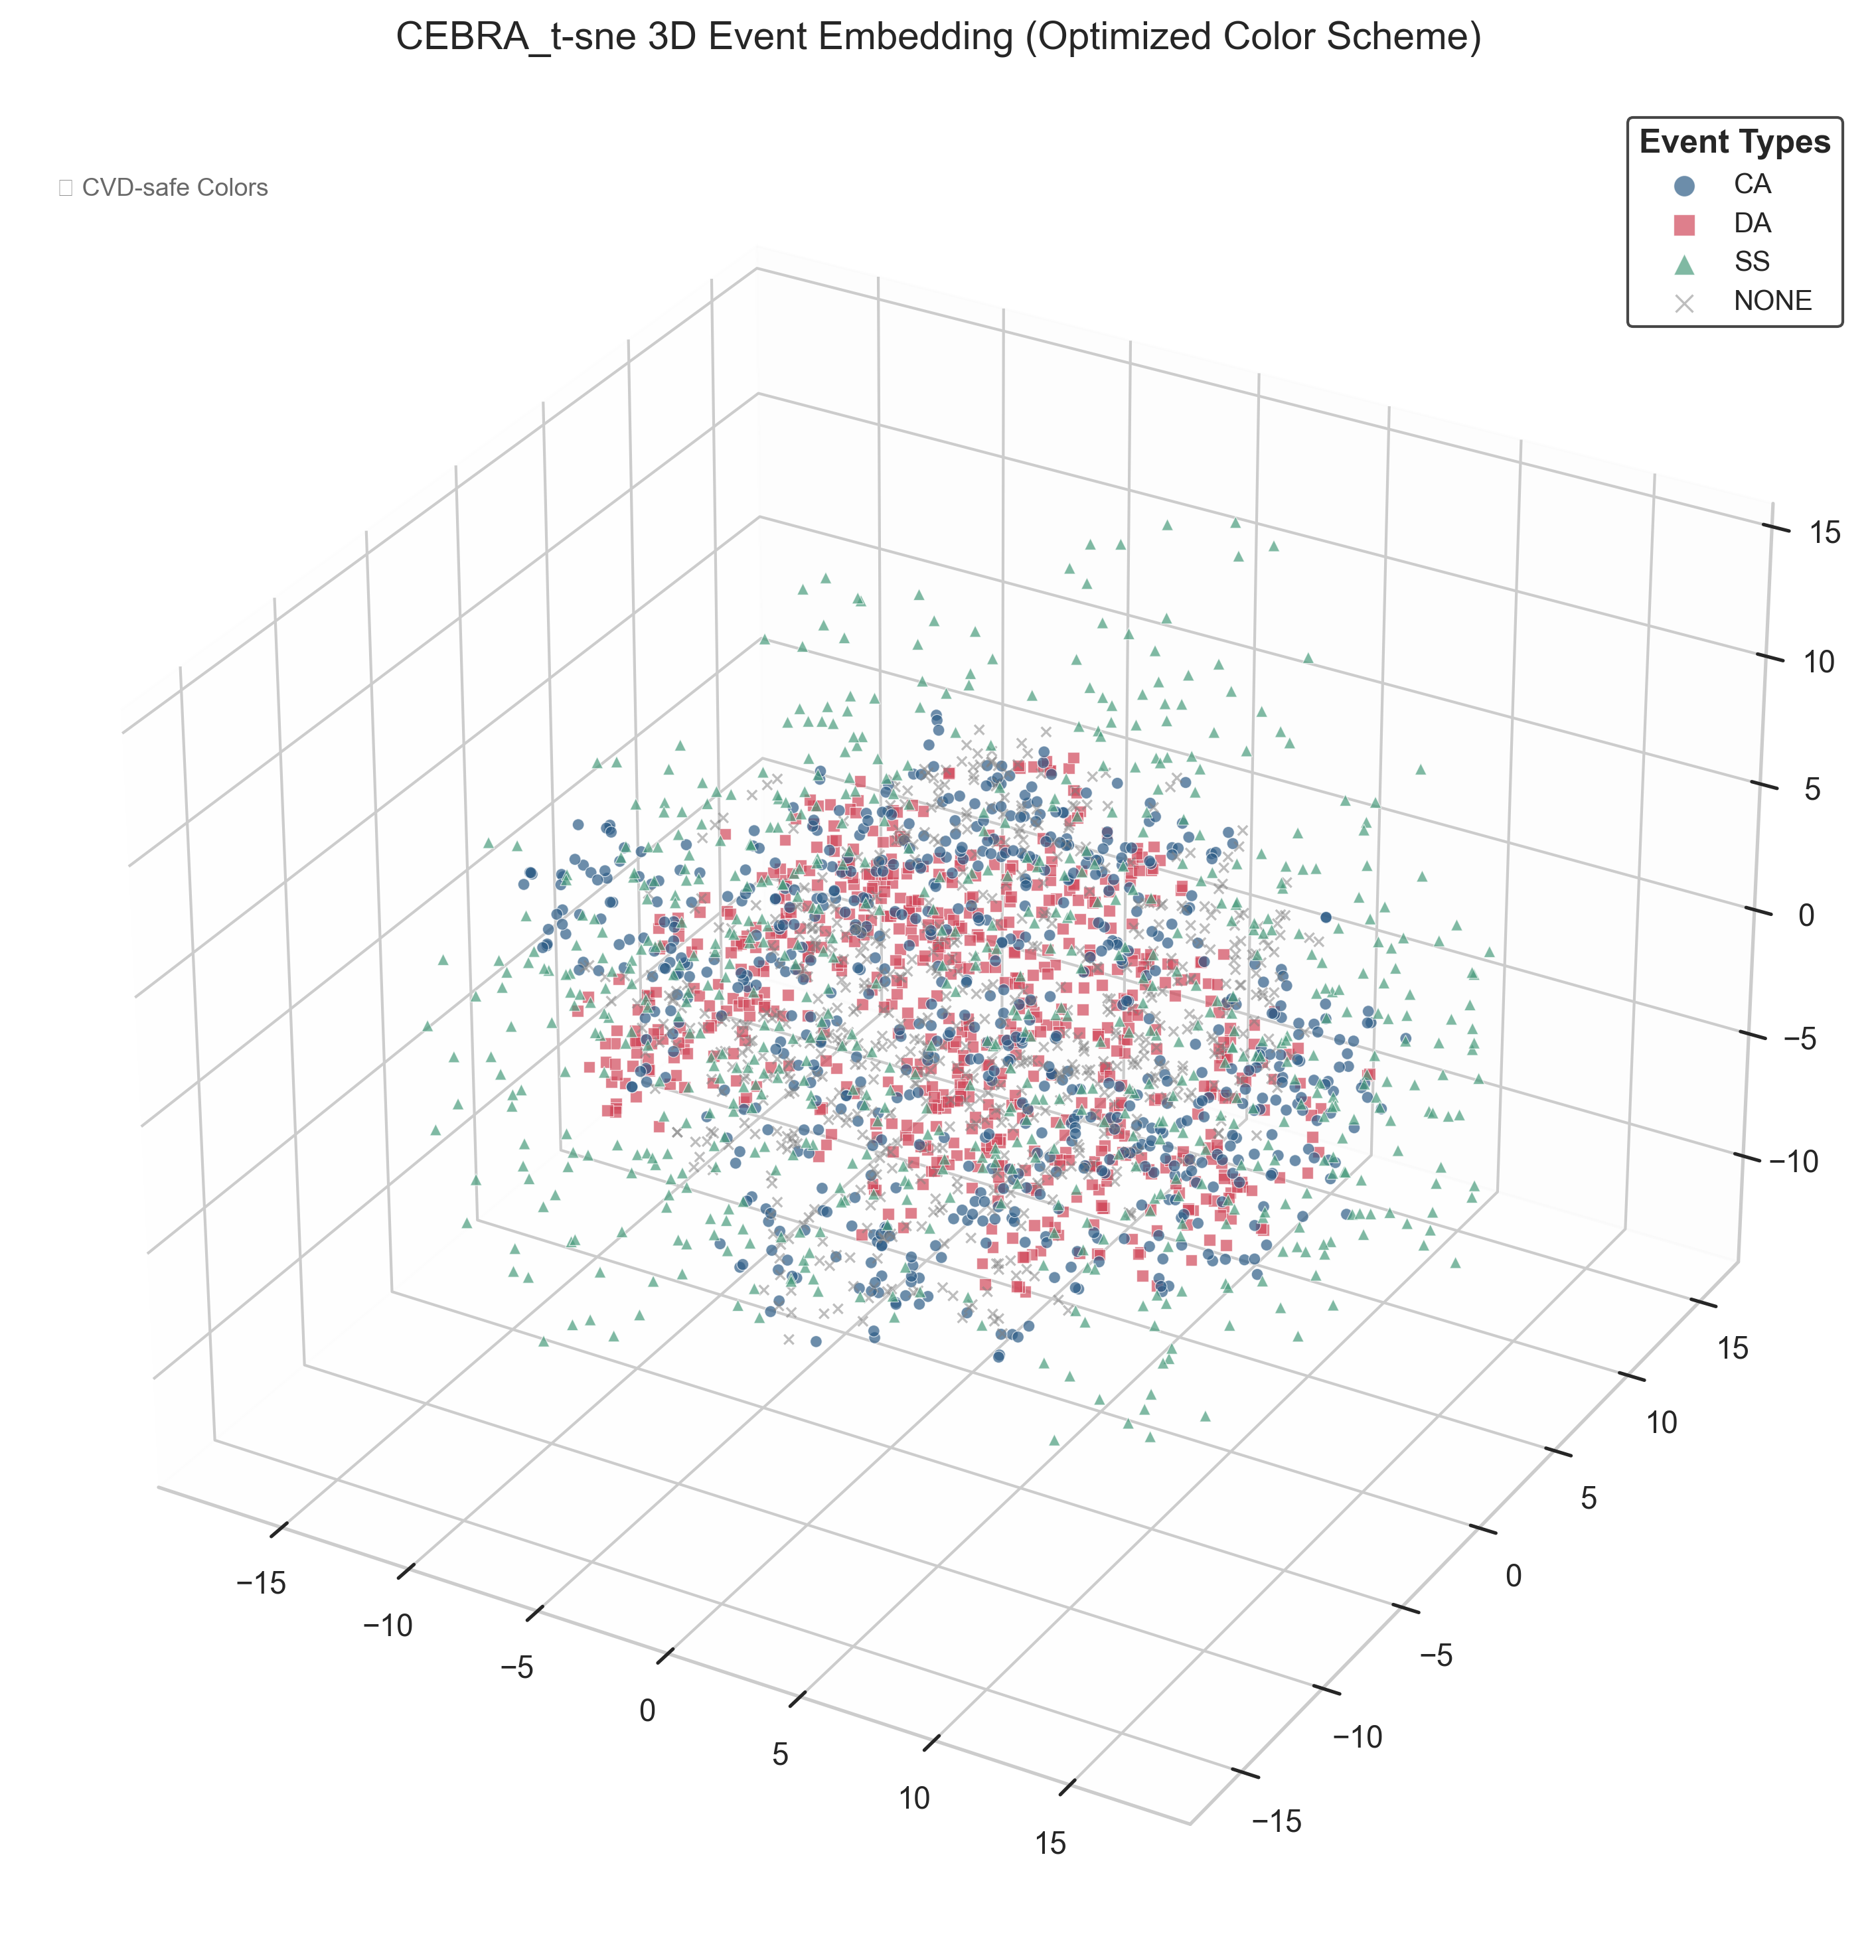 CEBRA_t-sne 3D Event Embedding (Optimized Color Scheme)
Event Types
CA
DA
SS
NONE
CVD-safe Colors
15
10
5
0
−5
−10
15
10
5
0
−5
−10
−15
−15
−10
−5
0
5
10
15